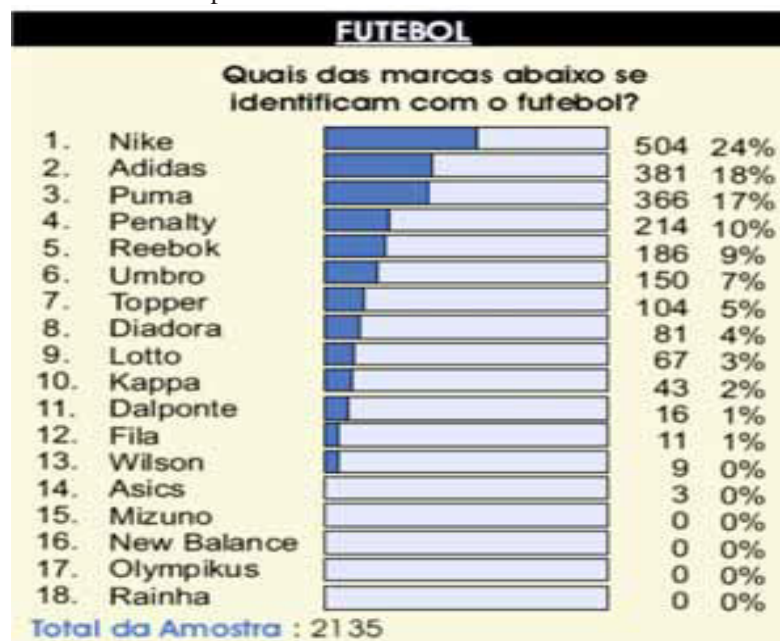 FUTEBOL
Quais das marcas abaixo se
identificam com o futebol?
1. Nike 504 24%
2. Adidas 381 18%
3. Puma 366 17%
4. Penalty 214 10%
5. Reebok 186 9%
6. Umbro 150 7%
7. Topper 104 5%
8. Diadora 81 4%
9. Lotto 67 3%
10. Kappa 43 2%
11. Dalponte 16 1%
12. Fila 11 1%
13. Wilson 9 0%
14. Asics 3 0%
15. Mizuno 0 0%
16. New Balance 0 0%
17. Olympikus 0 0%
18. Rainha 0 0%
Total da Amostra : 2135